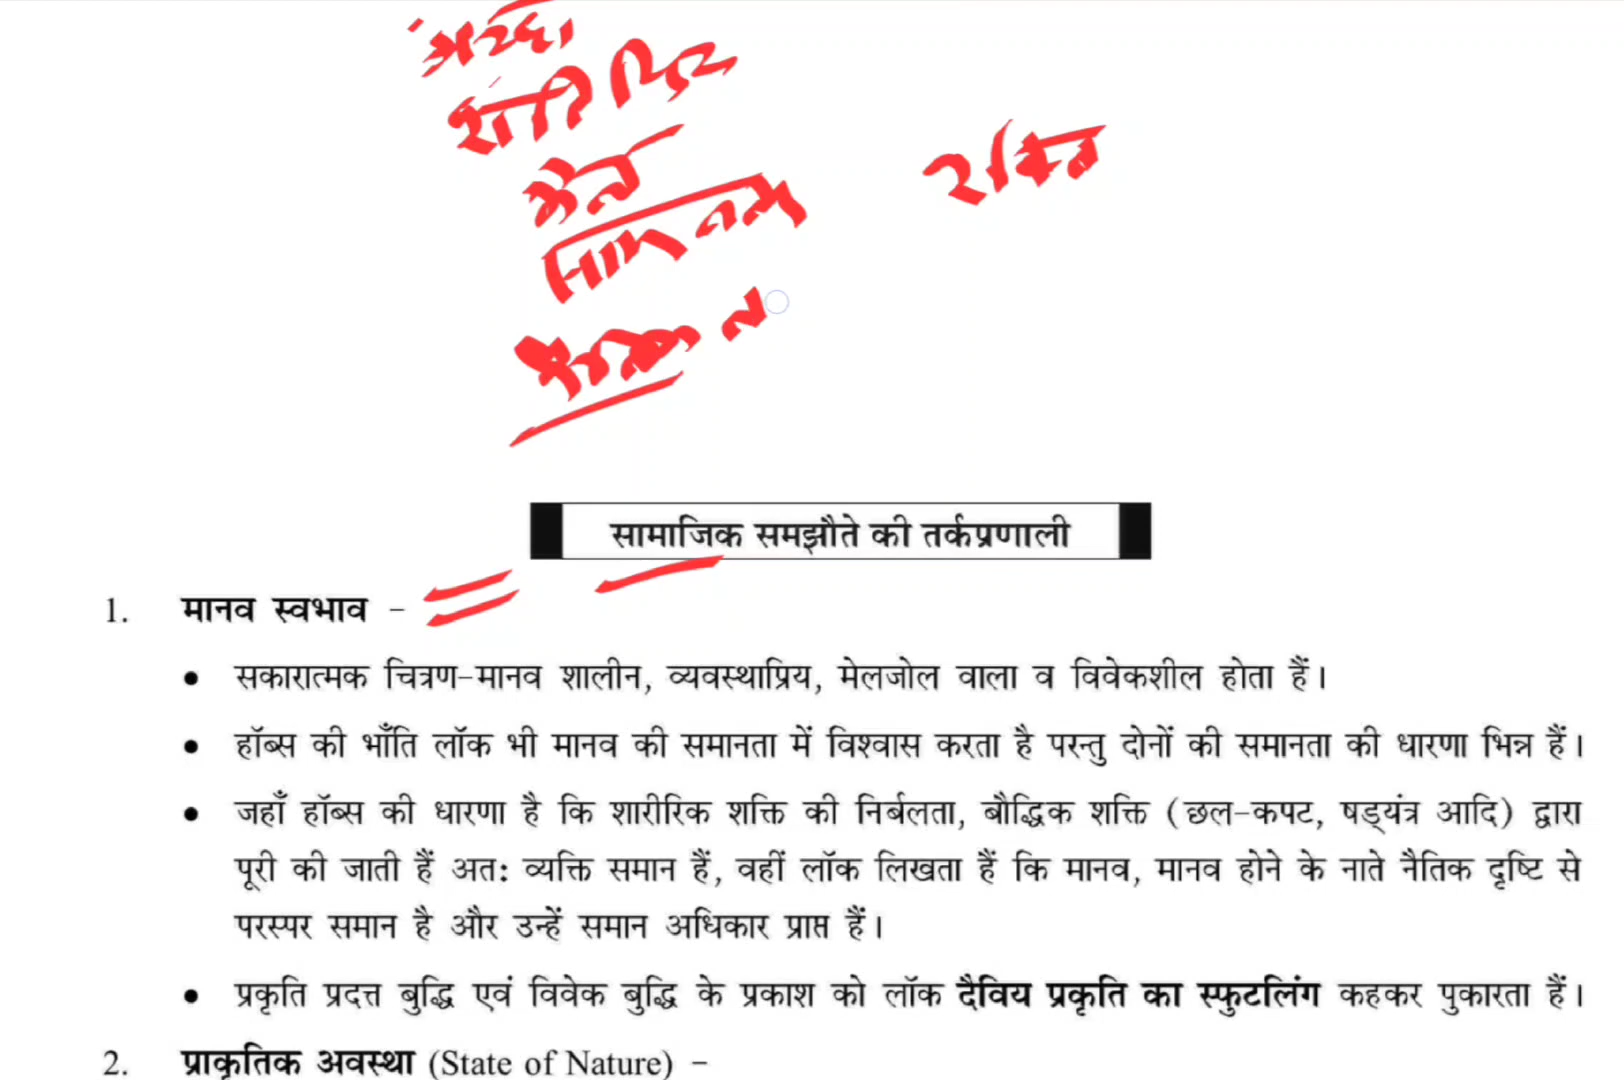 शांति प्रिय
सामाजिक समझौते की तर्कप्रणाली
1. मानव स्वभाव -
• सकारात्मक चित्रण-मानव शालीन, व्यवस्थाप्रिय, मेलजोल वाला व विवेकशील होता हैं।
• हॉब्स की भाँति लॉक भी मानव की समानता में विश्वास करता है परन्तु दोनों की समानता की धारणा भिन्न हैं।
• जहाँ हॉब्स की धारणा है कि शारीरिक शक्ति की निर्बलता, बौद्धिक शक्ति (छल-कपट, षड्यंत्र आदि) द्वारा
पूरी की जाती हैं अत: व्यक्ति समान हैं, वहीं लॉक लिखता हैं कि मानव, मानव होने के नाते नैतिक दृष्टि से
परस्पर समान है और उन्हें समान अधिकार प्राप्त हैं।
• प्रकृति प्रदत्त बुद्धि एवं विवेक बुद्धि के प्रकाश को लॉक दैविय प्रकृति का स्फुटलिंग कहकर पुकारता हैं।
2. प्राकृतिक अवस्था (State of Nature) -